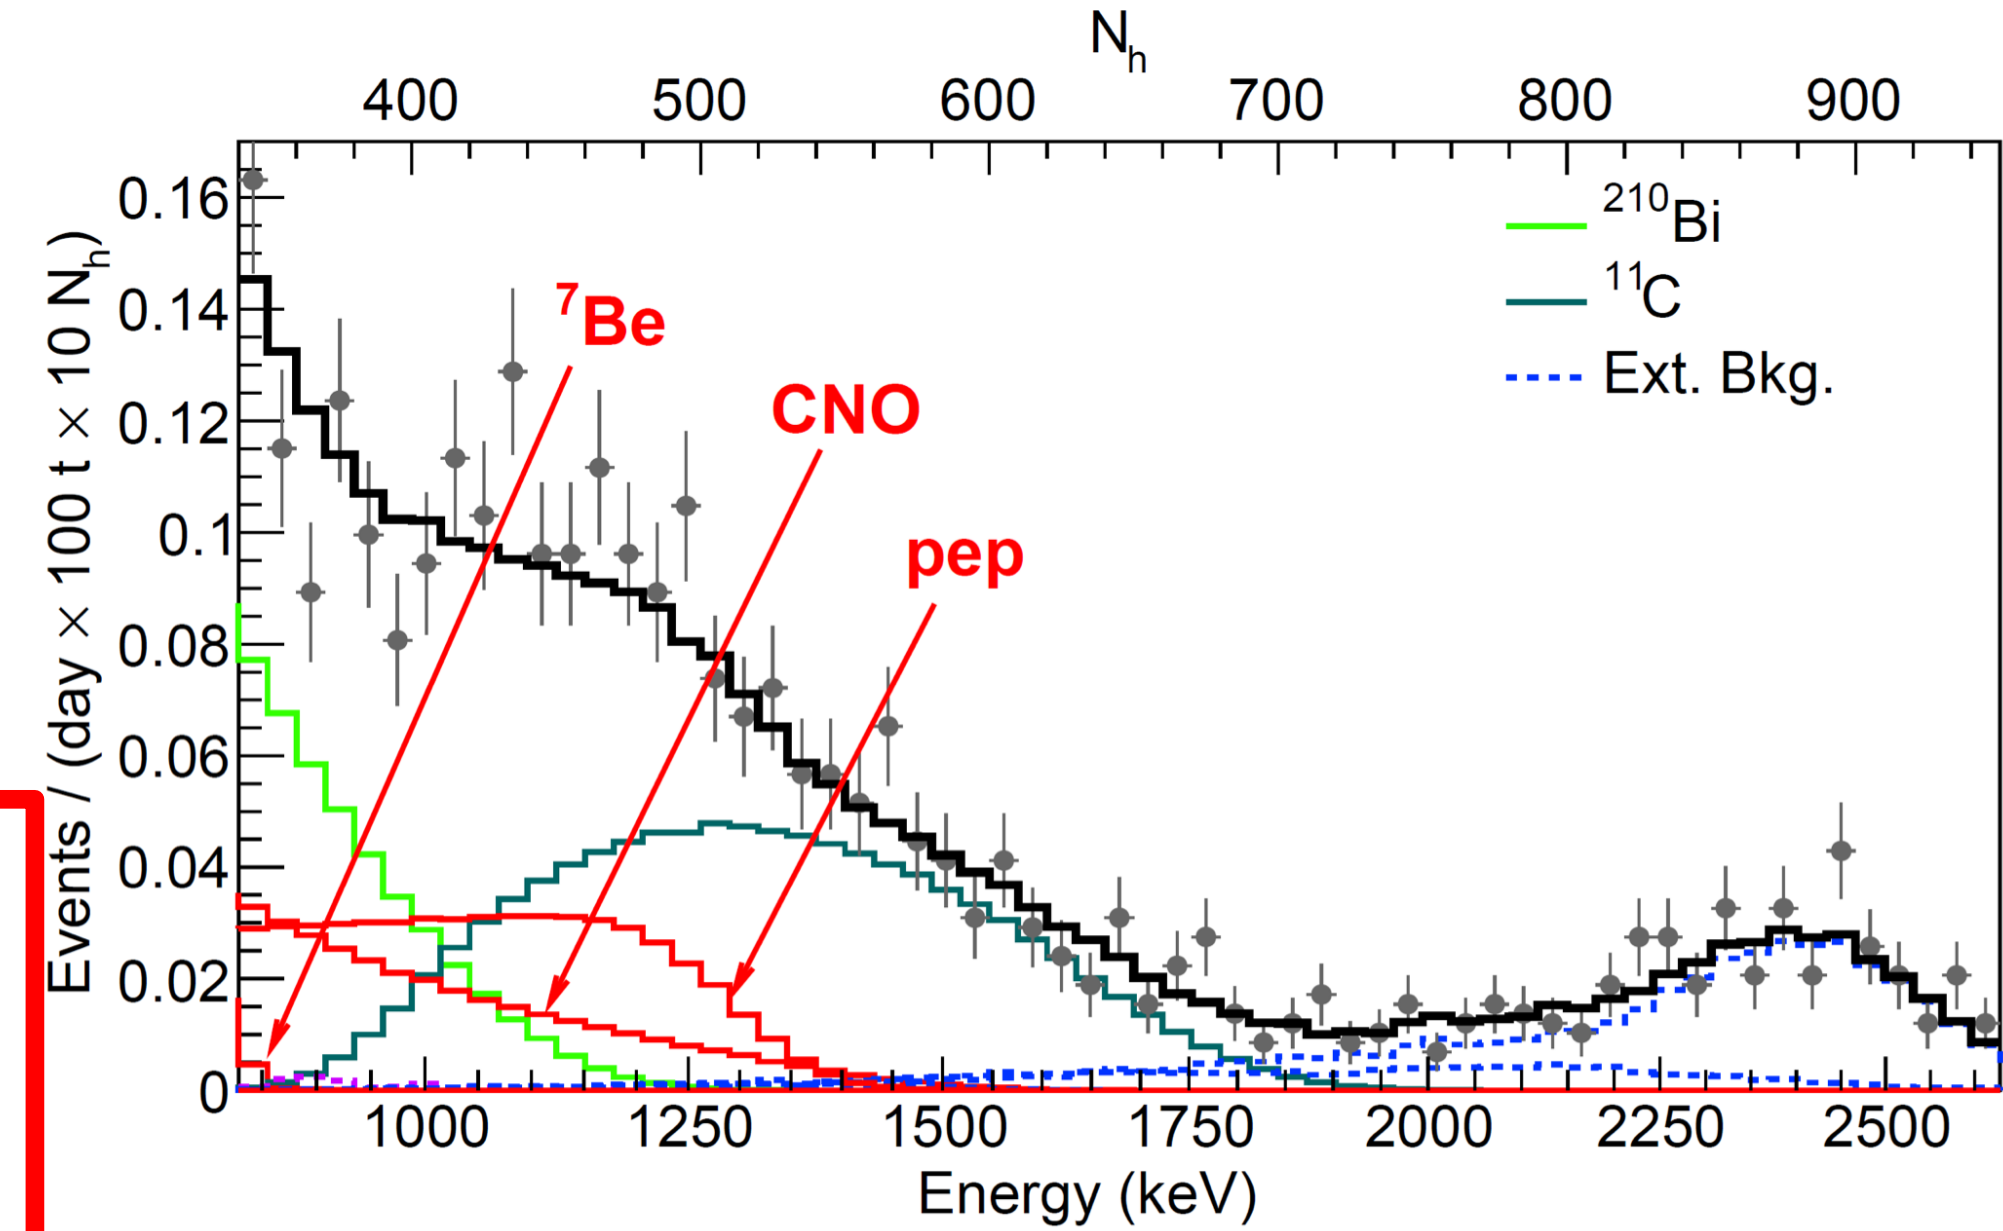 N_h
400 500 600 700 800 900
Events / (day × 100 t × 10 N_h)
0.16
0.14
0.12
0.1
0.08
0.06
0.04
0.02
0
²¹⁰Bi
¹¹C
Ext. Bkg.
⁷Be
CNO
pep
1000 1250 1500 1750 2000 2250 2500
Energy (keV)